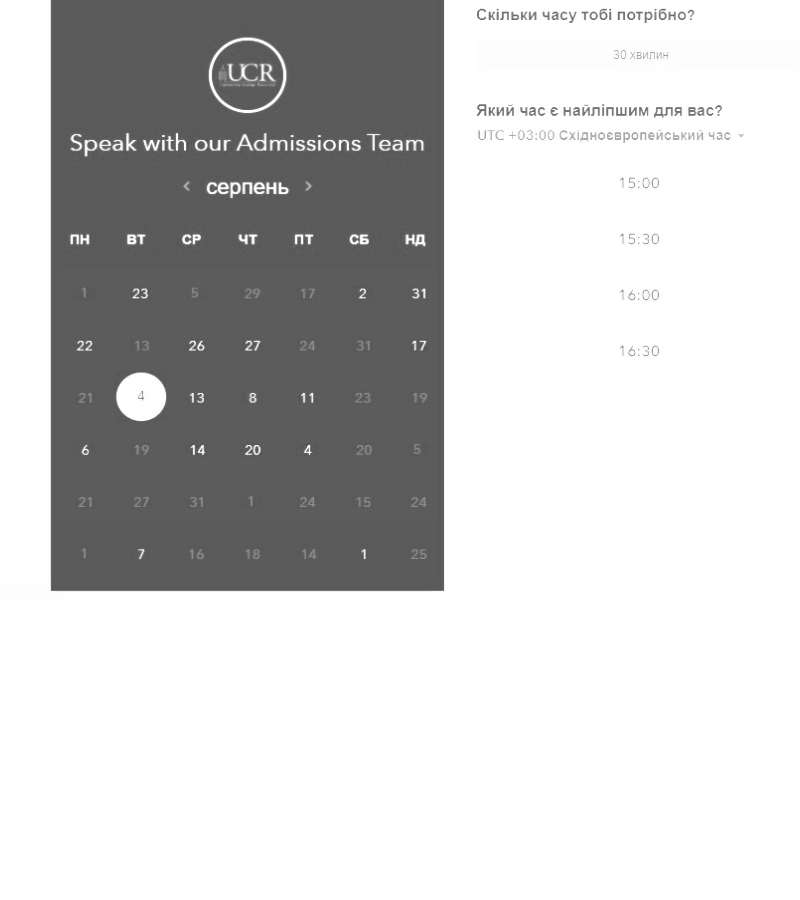 UCR
Speak with our Admissions Team
серпень
ПН ВТ СР ЧТ ПТ СБ НД
1 23 5 29 17 2 31
22 13 26 27 24 31 17
21 4 13 8 11 23 19
6 19 14 20 4 20 5
21 27 31 1 24 15 24
1 7 16 18 14 1 25
Скільки часу тобі потрібно?
30 хвилин
Який час є найліпшим для вас?
UTC +03:00 Східноєвропейський час
15:00
15:30
16:00
16:30